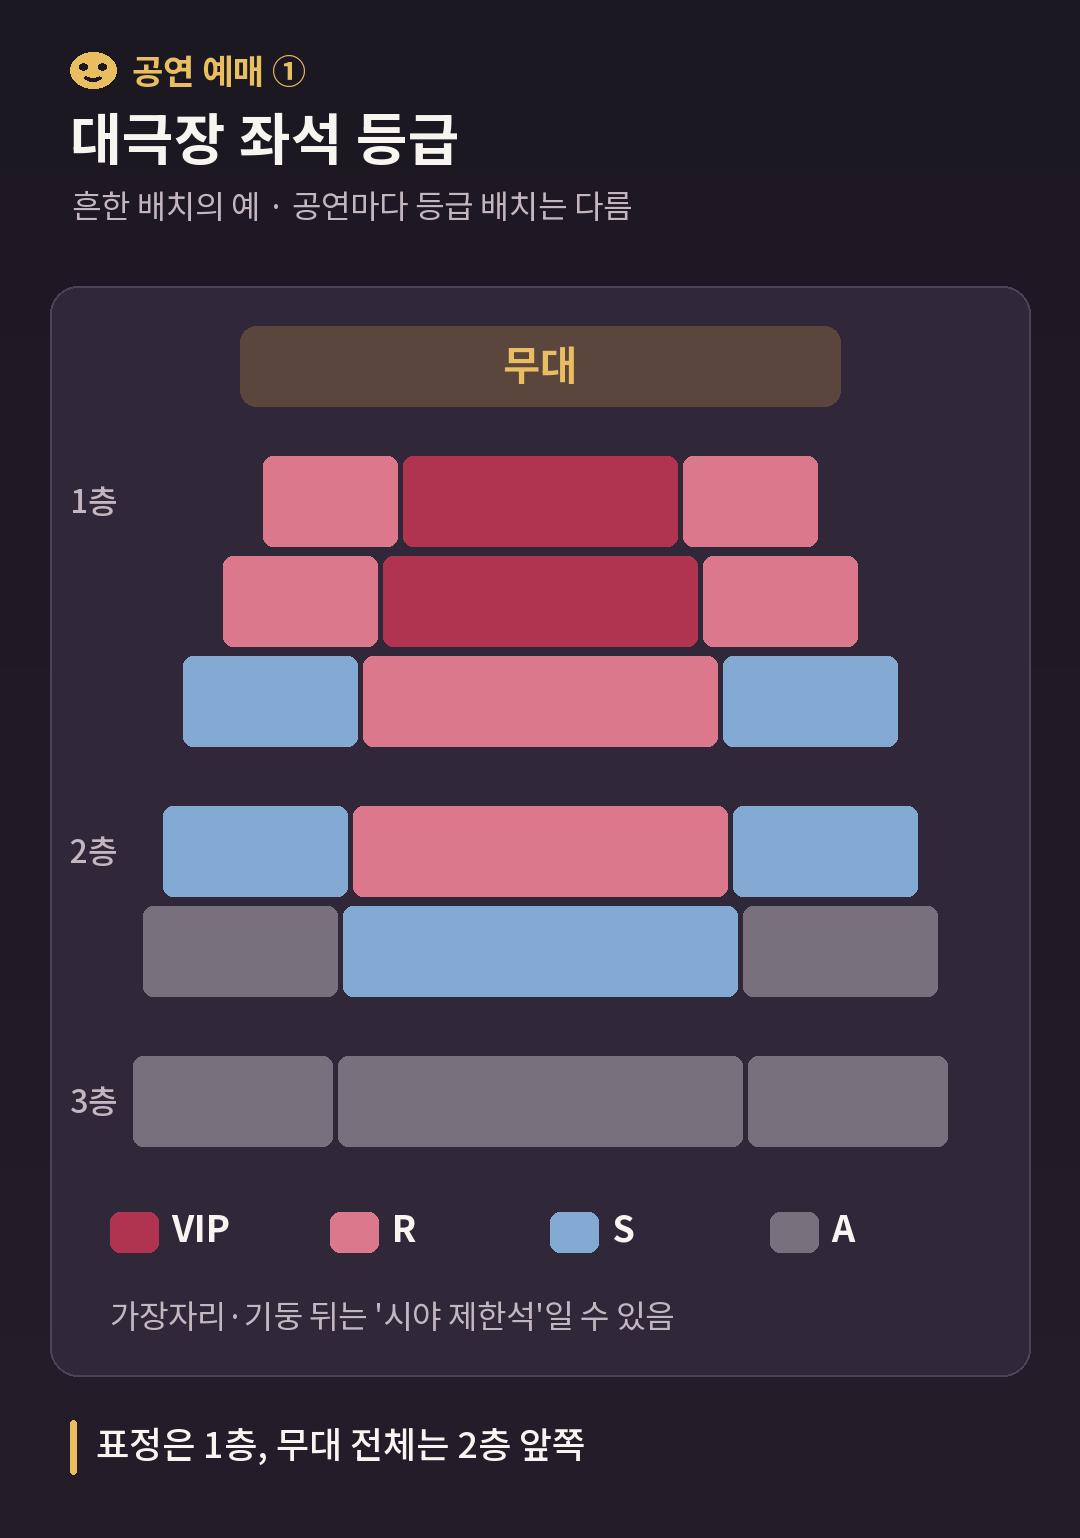 공연 예매 ①
대극장 좌석 등급
흔한 배치의 예 · 공연마다 등급 배치는 다름
무대
1층
2층
3층
VIP R S A
가장자리·기둥 뒤는 '시야 제한석'일 수 있음
표정은 1층, 무대 전체는 2층 앞쪽